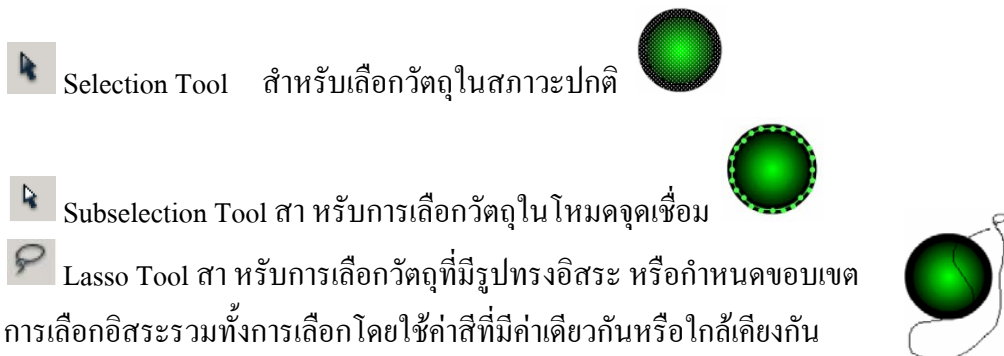 Selection Tool สำหรับเลือกวัตถุในสภาวะปกติ
Subselection Tool สา หรับการเลือกวัตถุในโหมดจุดเชื่อม
Lasso Tool สา หรับการเลือกวัตถุที่มีรูปทรงอิสระ หรือกำหนดขอบเขต
การเลือกอิสระรวมทั้งการเลือกโดยใช้ค่าสีที่มีค่าเดียวกันหรือใกล้เคียงกัน